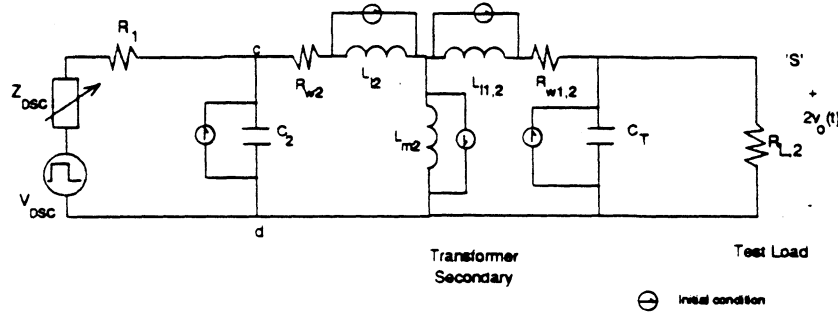 R1
c
'S'
ZDSC
Rw2
Ll2
Ll1,2
Rw1,2
+
2vo(t)
C2
Lm2
CT
RL,2
VDSC
d
Transformer
Secondary
Test Load
Initial condition